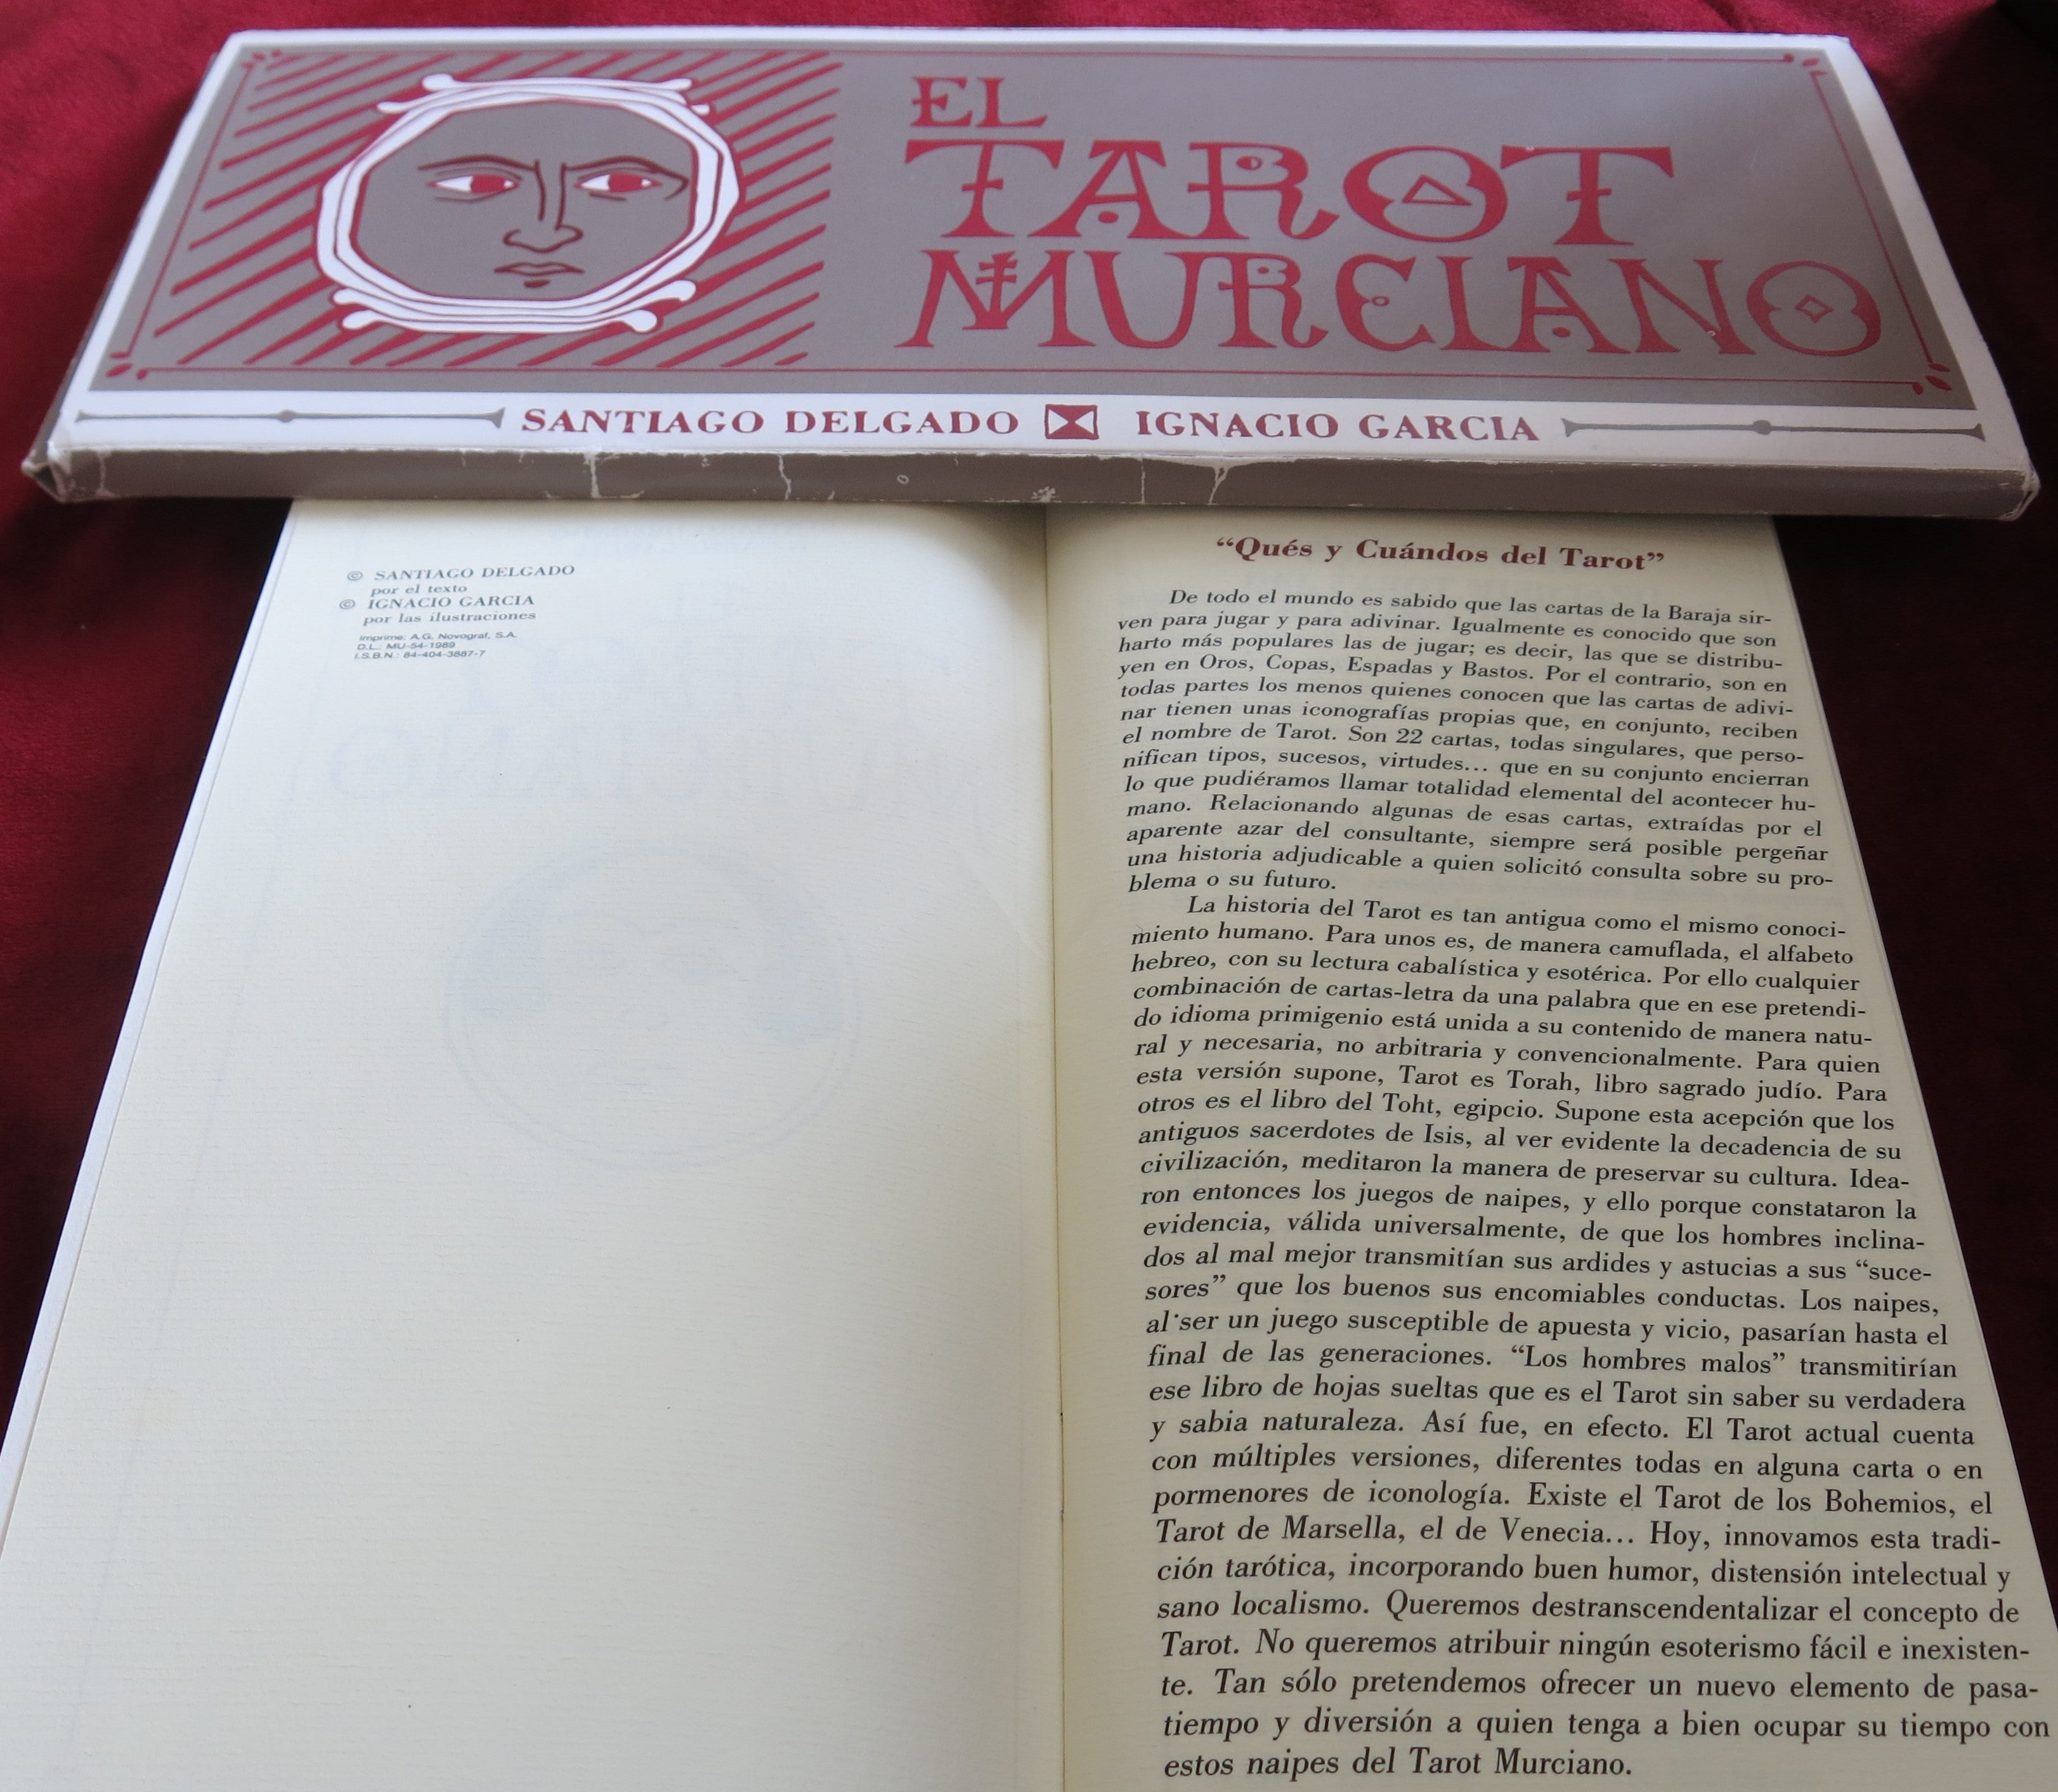 EL
TAROT
MURCIANO
SANTIAGO DELGADO IGNACIO GARCIA
© SANTIAGO DELGADO
por el texto
© IGNACIO GARCIA
por las ilustraciones
Imprime: A.G. Novograf, S.A.
D.L.: MU-54-1989
I.S.B.N.: 84-404-3887-7
“Qués y Cuándos del Tarot”
De todo el mundo es sabido que las cartas de la Baraja sir-
ven para jugar y para adivinar. Igualmente es conocido que son
harto más populares las de jugar; es decir, las que se distribu-
yen en Oros, Copas, Espadas y Bastos. Por el contrario, son en
todas partes los menos quienes conocen que las cartas de adivi-
nar tienen unas iconografías propias que, en conjunto, reciben
el nombre de Tarot. Son 22 cartas, todas singulares, que perso-
nifican tipos, sucesos, virtudes... que en su conjunto encierran
lo que pudiéramos llamar totalidad elemental del acontecer hu-
mano. Relacionando algunas de esas cartas, extraídas por el
aparente azar del consultante, siempre será posible pergeñar
una historia adjudicable a quien solicitó consulta sobre su pro-
blema o su futuro.
La historia del Tarot es tan antigua como el mismo conoci-
miento humano. Para unos es, de manera camuflada, el alfabeto
hebreo, con su lectura cabalística y esotérica. Por ello cualquier
combinación de cartas-letra da una palabra que en ese pretendi-
do idioma primigenio está unida a su contenido de manera natu-
ral y necesaria, no arbitraria y convencionalmente. Para quien
esta versión supone, Tarot es Torah, libro sagrado judío. Para
otros es el libro del Toht, egipcio. Supone esta acepción que los
antiguos sacerdotes de Isis, al ver evidente la decadencia de su
civilización, meditaron la manera de preservar su cultura. Idea-
ron entonces los juegos de naipes, y ello porque constataron la
evidencia, válida universalmente, de que los hombres inclina-
dos al mal mejor transmitían sus ardides y astucias a sus “suce-
sores” que los buenos sus encomiables conductas. Los naipes,
al ser un juego susceptible de apuesta y vicio, pasarían hasta el
final de las generaciones. “Los hombres malos” transmitirían
ese libro de hojas sueltas que es el Tarot sin saber su verdadera
y sabia naturaleza. Así fue, en efecto. El Tarot actual cuenta
con múltiples versiones, diferentes todas en alguna carta o en
pormenores de iconología. Existe el Tarot de los Bohemios, el
Tarot de Marsella, el de Venecia... Hoy, innovamos esta tradi-
ción tarótica, incorporando buen humor, distensión intelectual y
sano localismo. Queremos destranscendentalizar el concepto de
Tarot. No queremos atribuir ningún esoterismo fácil e inexisten-
te. Tan sólo pretendemos ofrecer un nuevo elemento de pasa-
tiempo y diversión a quien tenga a bien ocupar su tiempo con
estos naipes del Tarot Murciano.